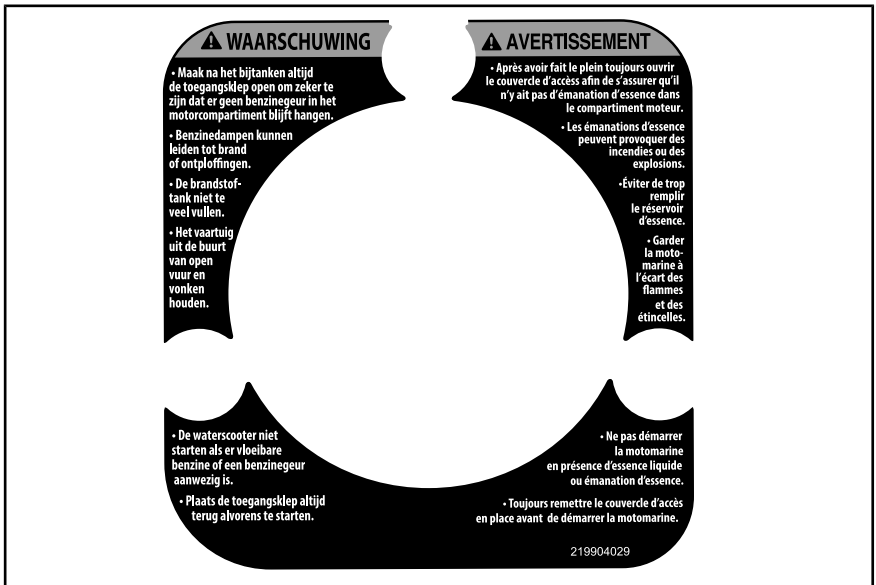 ⚠ WAARSCHUWING
• Maak na het bijtanken altijd
de toegangsklep open om zeker te
zijn dat er geen benzinegeur in het
motorcompartiment blijft hangen.
• Benzinedampen kunnen
leiden tot brand
of ontploffingen.
• De brandstof-
tank niet te
veel vullen.
• Het vaartuig
uit de buurt
van open
vuur en
vonken
houden.
⚠ AVERTISSEMENT
• Après avoir fait le plein toujours ouvrir
le couvercle d'accèss afin de s'assurer qu'il
n'y ait pas d'émanation d'essence dans
le compartiment moteur.
• Les émanations d'essence
peuvent provoquer des
incendies ou des
explosions.
•Éviter de trop
remplir
le réservoir
d'essence.
• Garder
la moto-
marine à
l'écart des
flammes
et des
étincelles.
• De waterscooter niet
starten als er vloeibare
benzine of een benzinegeur
aanwezig is.
• Plaats de toegangsklep altijd
terug alvorens te starten.
• Ne pas démarrer
la motomarine
en présence d'essence liquide
ou émanation d'essence.
• Toujours remettre le couvercle d'accès
en place avant de démarrer la motomarine.
219904029